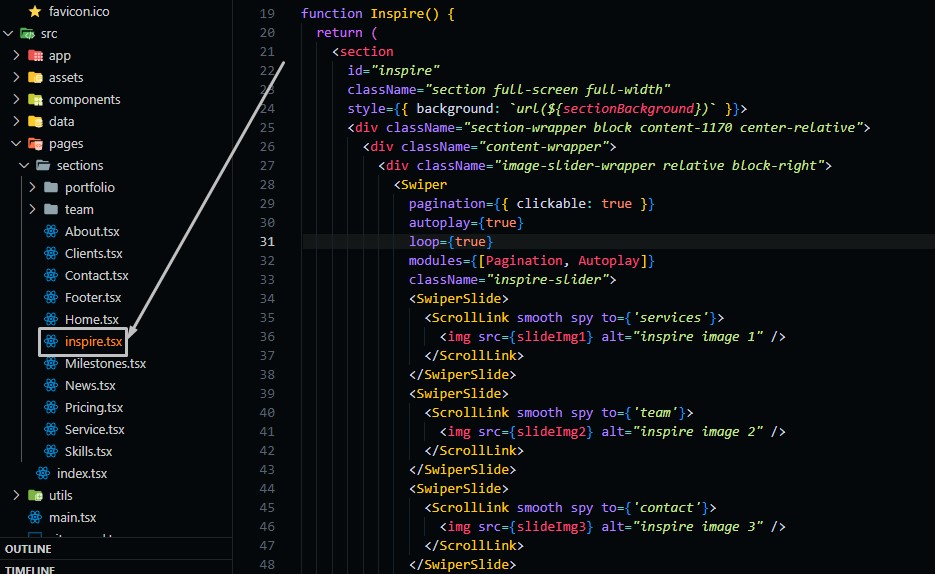 favicon.ico
src
app
assets
components
data
pages
sections
portfolio
team
About.tsx
Clients.tsx
Contact.tsx
Footer.tsx
Home.tsx
inspire.tsx
Milestones.tsx
News.tsx
Pricing.tsx
Service.tsx
Skills.tsx
index.tsx
utils
main.tsx
OUTLINE
TIMELINE
19 function Inspire() {
20 return (
21 <section
22 id="inspire"
23 className="section full-screen full-width"
24 style={{ background: `url(${sectionBackground})` }}>
25 <div className="section-wrapper block content-1170 center-relative">
26 <div className="content-wrapper">
27 <div className="image-slider-wrapper relative block-right">
28 <Swiper
29 pagination={{ clickable: true }}
30 autoplay={true}
31 loop={true}
32 modules={[Pagination, Autoplay]}
33 className="inspire-slider">
34 <SwiperSlide>
35 <ScrollLink smooth spy to={'services'}>
36 <img src={slideImg1} alt="inspire image 1" />
37 </ScrollLink>
38 </SwiperSlide>
39 <SwiperSlide>
40 <ScrollLink smooth spy to={'team'}>
41 <img src={slideImg2} alt="inspire image 2" />
42 </ScrollLink>
43 </SwiperSlide>
44 <SwiperSlide>
45 <ScrollLink smooth spy to={'contact'}>
46 <img src={slideImg3} alt="inspire image 3" />
47 </ScrollLink>
48 </SwiperSlide>